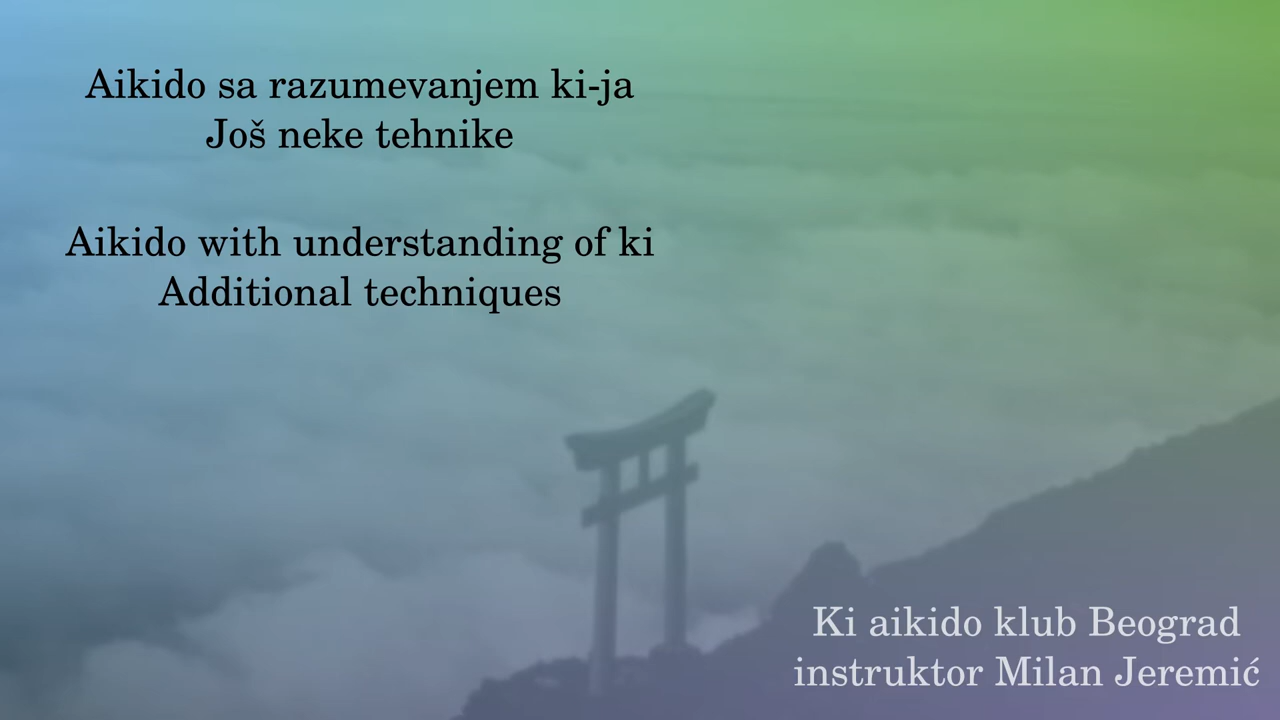 Aikido sa razumevanjem ki-ja
Još neke tehnike
Aikido with understanding of ki
Additional techniques
Ki aikido klub Beograd
instruktor Milan Jeremić